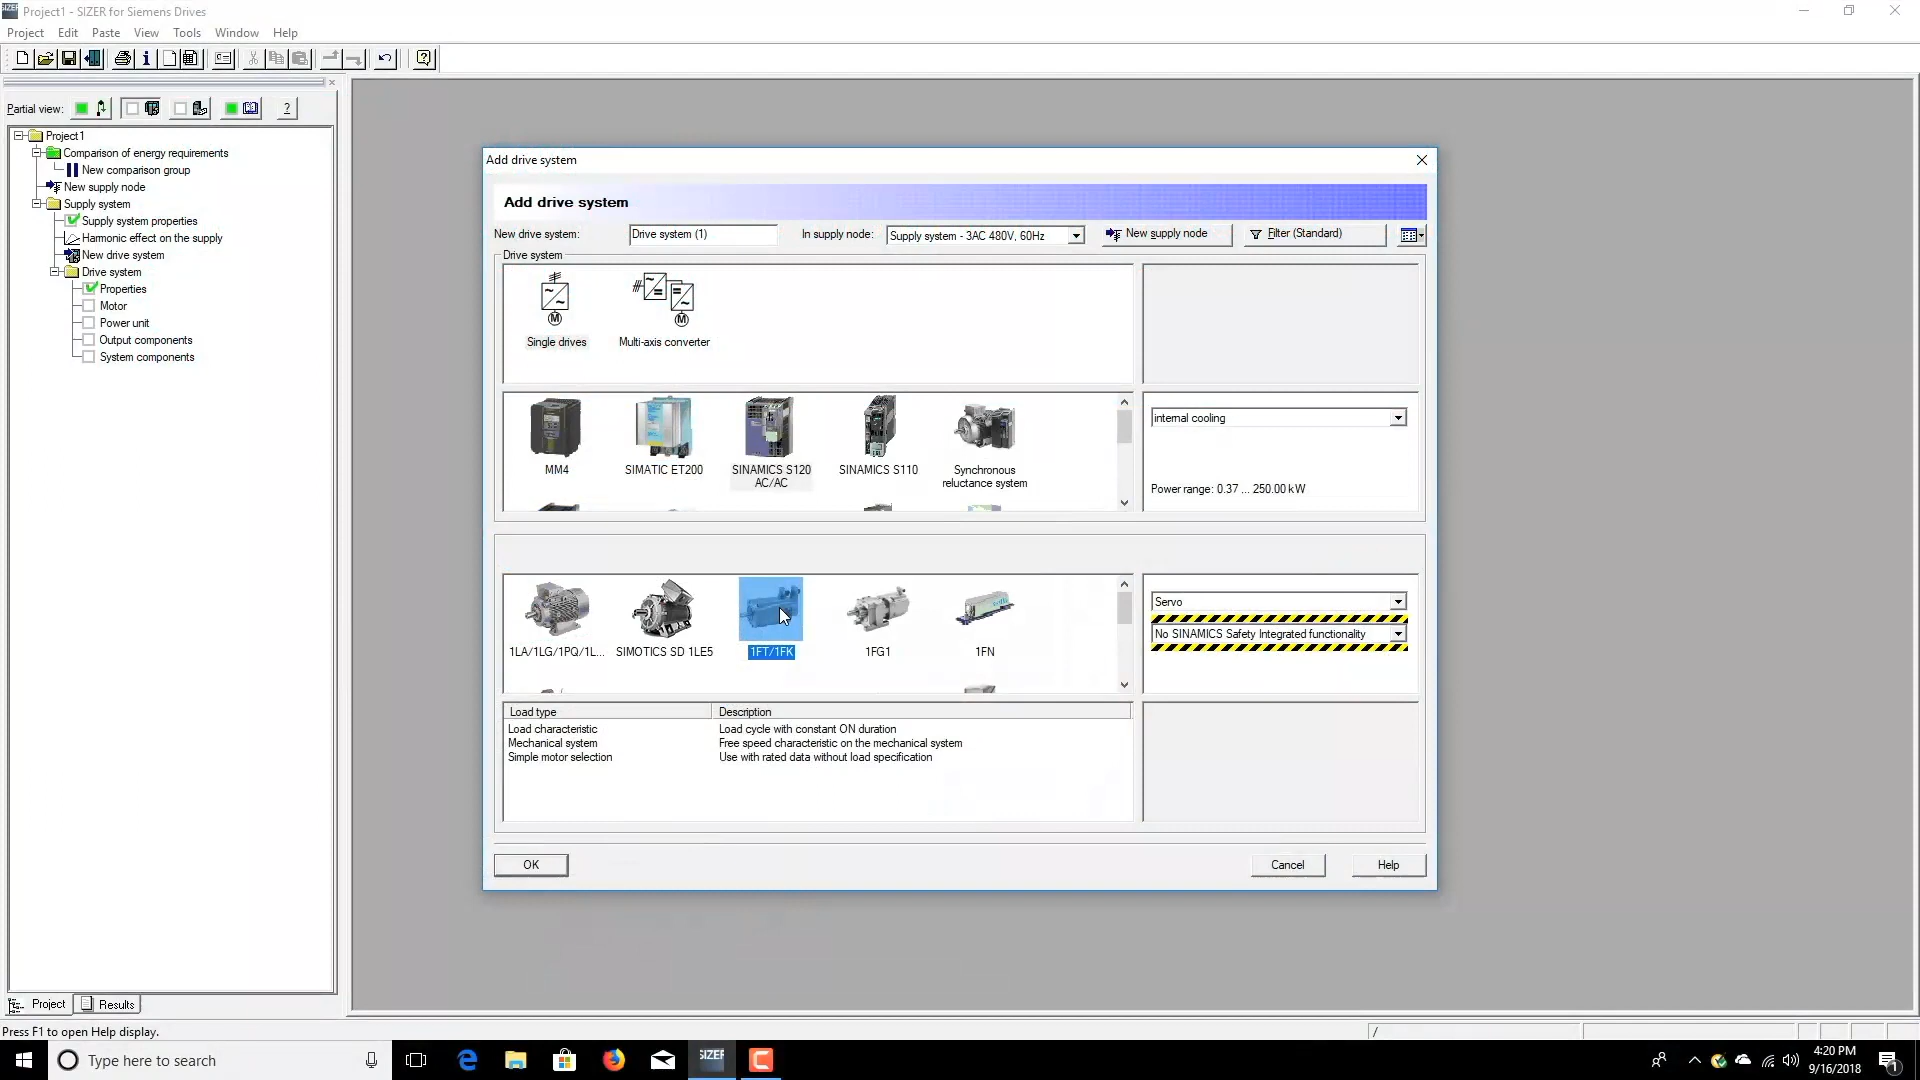 Project1 - SIZER for Siemens Drives
Project Edit Paste View Tools Window Help
Partial view:
?
Project1
Comparison of energy requirements
New comparison group
New supply node
Supply system
Supply system properties
Harmonic effect on the supply
New drive system
Drive system
Properties
Motor
Power unit
Output components
System components
Project Results
Press F1 to open Help display.
/
Add drive system
Add drive system
New drive system: Drive system (1) In supply node: Supply system - 3AC 480V, 60Hz New supply node Filter (Standard)
Drive system
Single drives Multi-axis converter
MM4 SIMATIC ET200 SINAMICS S120 AC/AC SINAMICS S110 Synchronous reluctance system
internal cooling
Power range: 0.37 ... 250.00 kW
1LA/1LG/1PQ/1L... SIMOTICS SD 1LE5 1FT/1FK 1FG1 1FN
Servo
No SINAMICS Safety Integrated functionality
Load type Description
Load characteristic Load cycle with constant ON duration
Mechanical system Free speed characteristic on the mechanical system
Simple motor selection Use with rated data without load specification
OK Cancel Help
Type here to search
SIZER
4:20 PM
9/16/2018
1